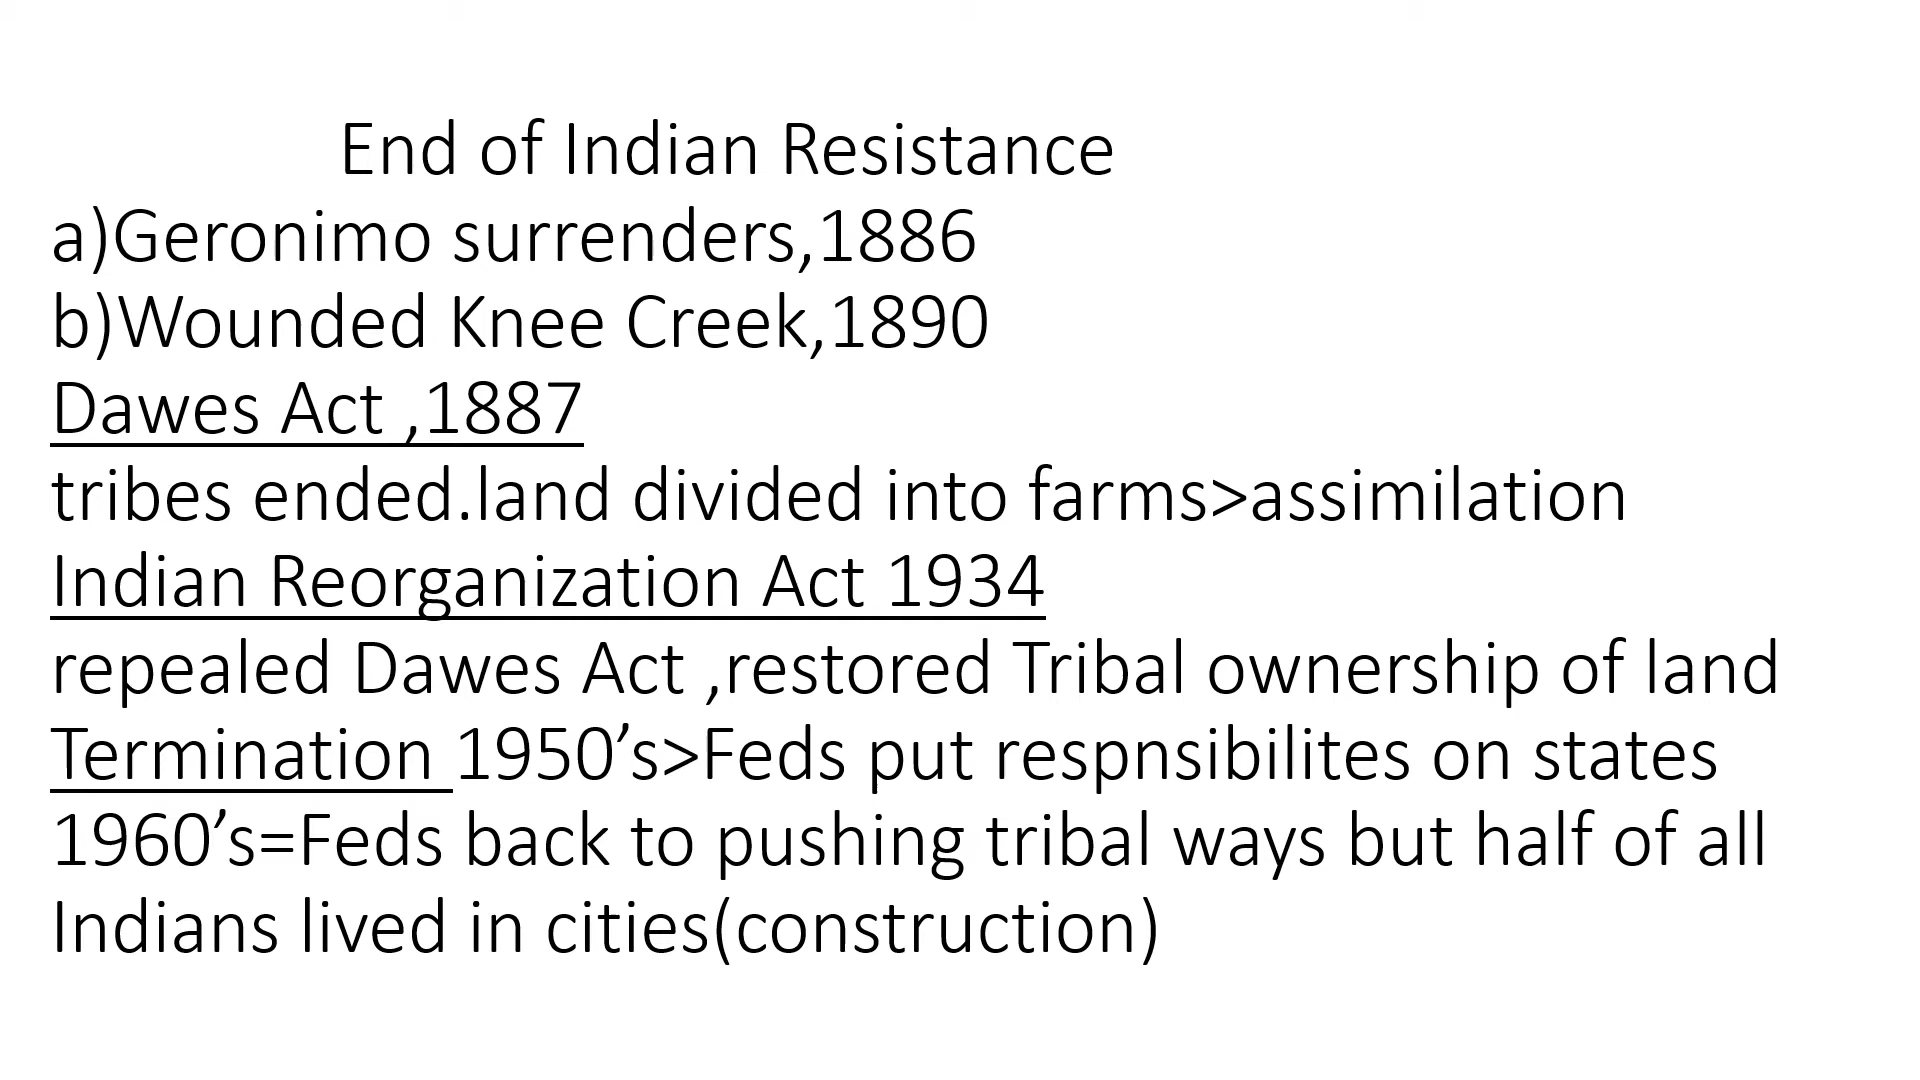 End of Indian Resistance
a)Geronimo surrenders,1886
b)Wounded Knee Creek,1890
Dawes Act ,1887
tribes ended.land divided into farms>assimilation
Indian Reorganization Act 1934
repealed Dawes Act ,restored Tribal ownership of land
Termination 1950’s>Feds put respnsibilites on states
1960’s=Feds back to pushing tribal ways but half of all
Indians lived in cities(construction)